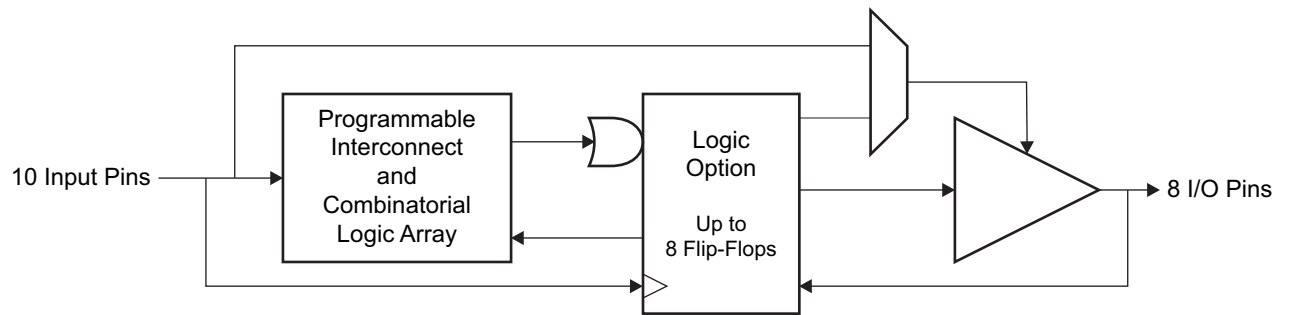 10 Input Pins
Programmable
Interconnect
and
Combinatorial
Logic Array
Logic
Option
Up to
8 Flip-Flops
8 I/O Pins